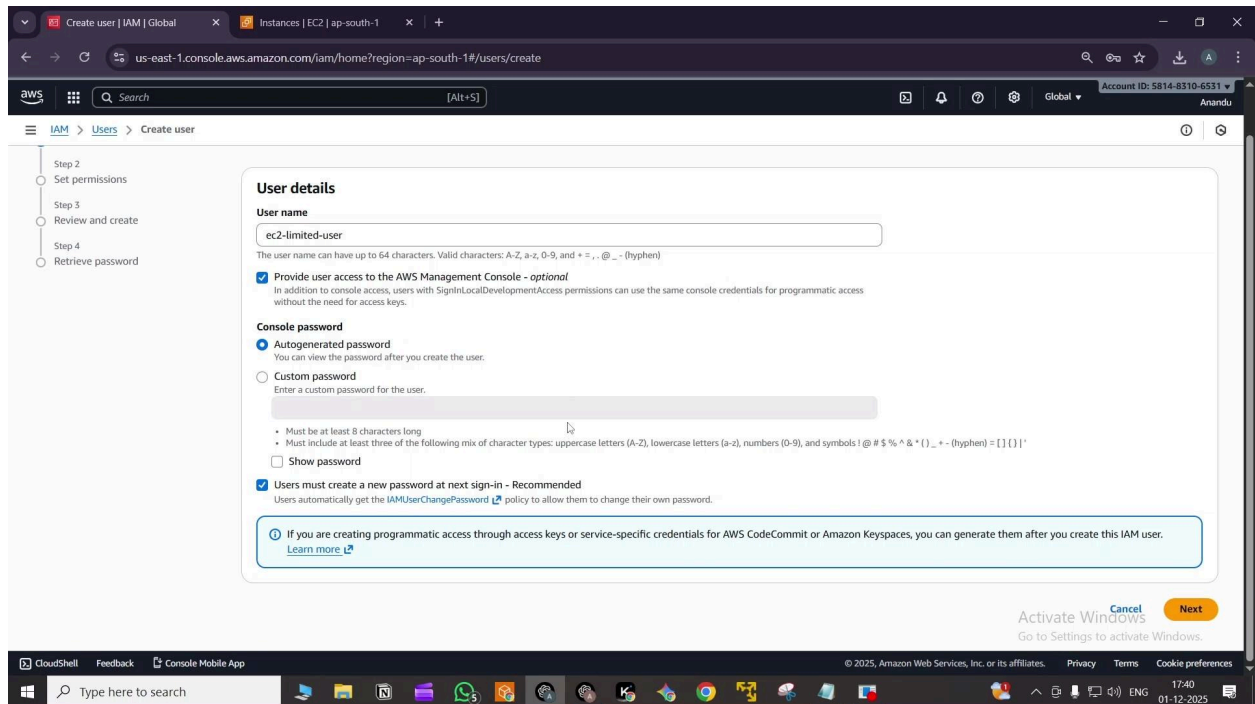 Create user | IAM | Global
Instances | EC2 | ap-south-1
us-east-1.console.aws.amazon.com/iam/home?region=ap-south-1#/users/create
A
aws
Search
[Alt+S]
Global
Account ID: 5814-8310-6531
Anandu
IAM > Users > Create user
Step 2
Set permissions
Step 3
Review and create
Step 4
Retrieve password
User details
User name
ec2-limited-user
The user name can have up to 64 characters. Valid characters: A-Z, a-z, 0-9, and + = , . @ _ - (hyphen)
Provide user access to the AWS Management Console - optional
In addition to console access, users with SignInLocalDevelopmentAccess permissions can use the same console credentials for programmatic access
without the need for access keys.
Console password
Autogenerated password
You can view the password after you create the user.
Custom password
Enter a custom password for the user.
• Must be at least 8 characters long
• Must include at least three of the following mix of character types: uppercase letters (A-Z), lowercase letters (a-z), numbers (0-9), and symbols ! @ # $ % ^ & * ( ) _ + - (hyphen) = [ ] { } | '
Show password
Users must create a new password at next sign-in - Recommended
Users automatically get the IAMUserChangePassword policy to allow them to change their own password.
If you are creating programmatic access through access keys or service-specific credentials for AWS CodeCommit or Amazon Keyspaces, you can generate them after you create this IAM user.
Learn more
Cancel
Next
Activate Windows
Go to Settings to activate Windows.
CloudShell Feedback Console Mobile App
© 2025, Amazon Web Services, Inc. or its affiliates. Privacy Terms Cookie preferences
Type here to search
ENG
17:40
01-12-2025